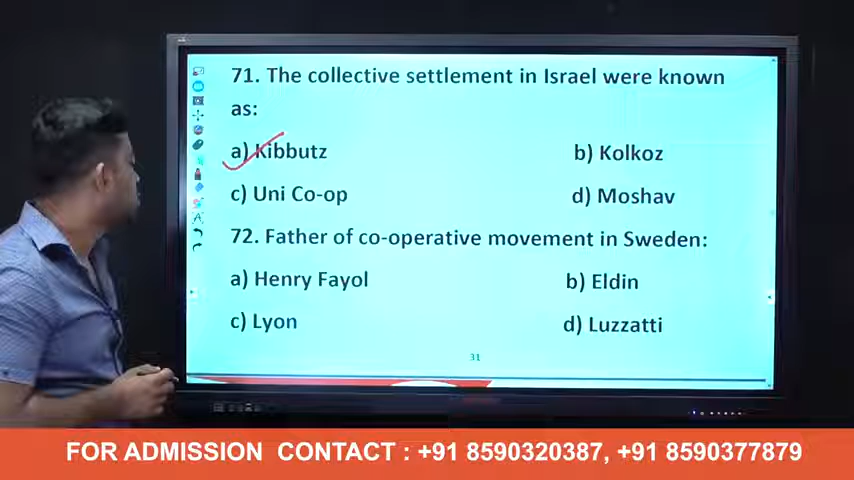 71. The collective settlement in Israel were known
as:
a) Kibbutz
b) Kolkoz
c) Uni Co-op
d) Moshav
72. Father of co-operative movement in Sweden:
a) Henry Fayol
b) Eldin
c) Lyon
d) Luzzatti
31
FOR ADMISSION CONTACT : +91 8590320387, +91 8590377879